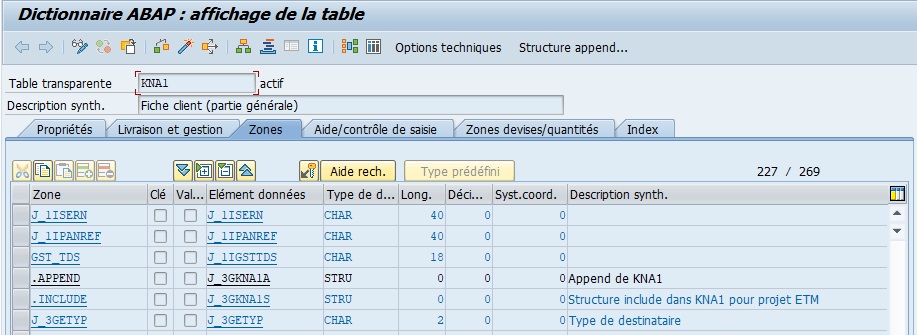 Dictionnaire ABAP : affichage de la table
Options techniques Structure append...
Table transparente KNA1 actif
Description synth. Fiche client (partie générale)
Propriétés Livraison et gestion Zones Aide/contrôle de saisie Zones devises/quantités Index
Aide rech. Type prédéfini 227 / 269
Zone Clé Val... Elément données Type de d... Long. Déci... Syst.coord. Description synth.
J_1ISERN J_1ISERN CHAR 40 0 0
J_1IPANREF J_1IPANREF CHAR 40 0 0
GST_TDS J_1IGSTTDS CHAR 18 0 0
.APPEND J_3GKNA1A STRU 0 0 0 Append de KNA1
.INCLUDE J_3GKNA1S STRU 0 0 0 Structure include dans KNA1 pour projet ETM
J_3GETYP J_3GETYP CHAR 2 0 0 Type de destinataire